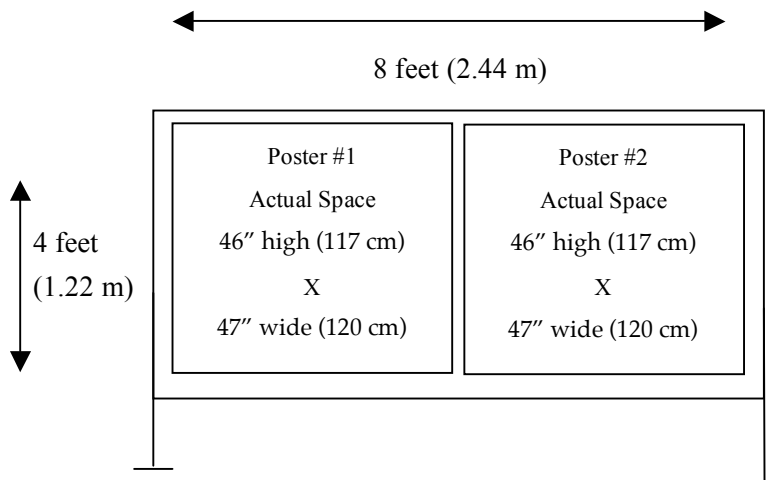 8 feet (2.44 m)
Poster #1
Actual Space
46″ high (117 cm)
X
47″ wide (120 cm)
Poster #2
Actual Space
46″ high (117 cm)
X
47″ wide (120 cm)
4 feet
(1.22 m)